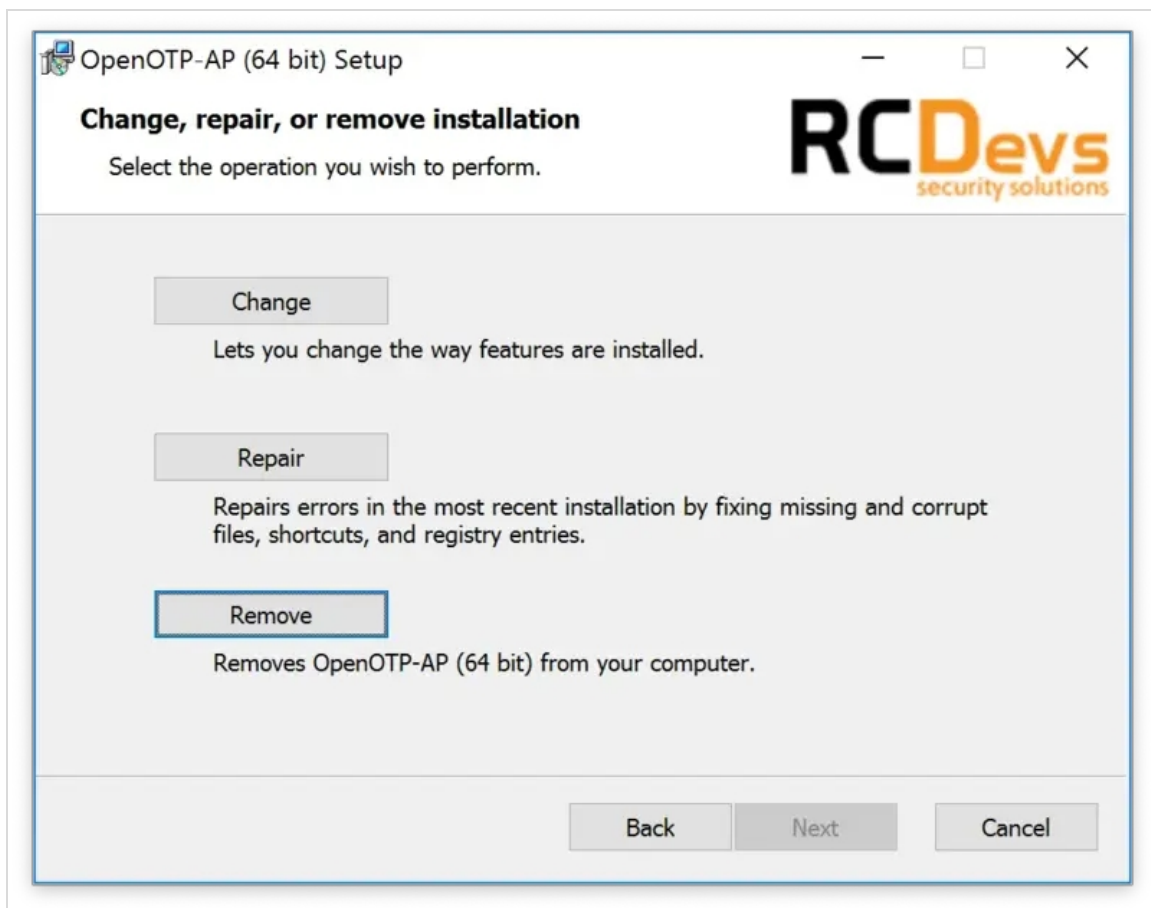 OpenOTP-AP (64 bit) Setup
Change, repair, or remove installation
Select the operation you wish to perform.
RCDevs
security solutions
Change
Lets you change the way features are installed.
Repair
Repairs errors in the most recent installation by fixing missing and corrupt
files, shortcuts, and registry entries.
Remove
Removes OpenOTP-AP (64 bit) from your computer.
Back
Next
Cancel